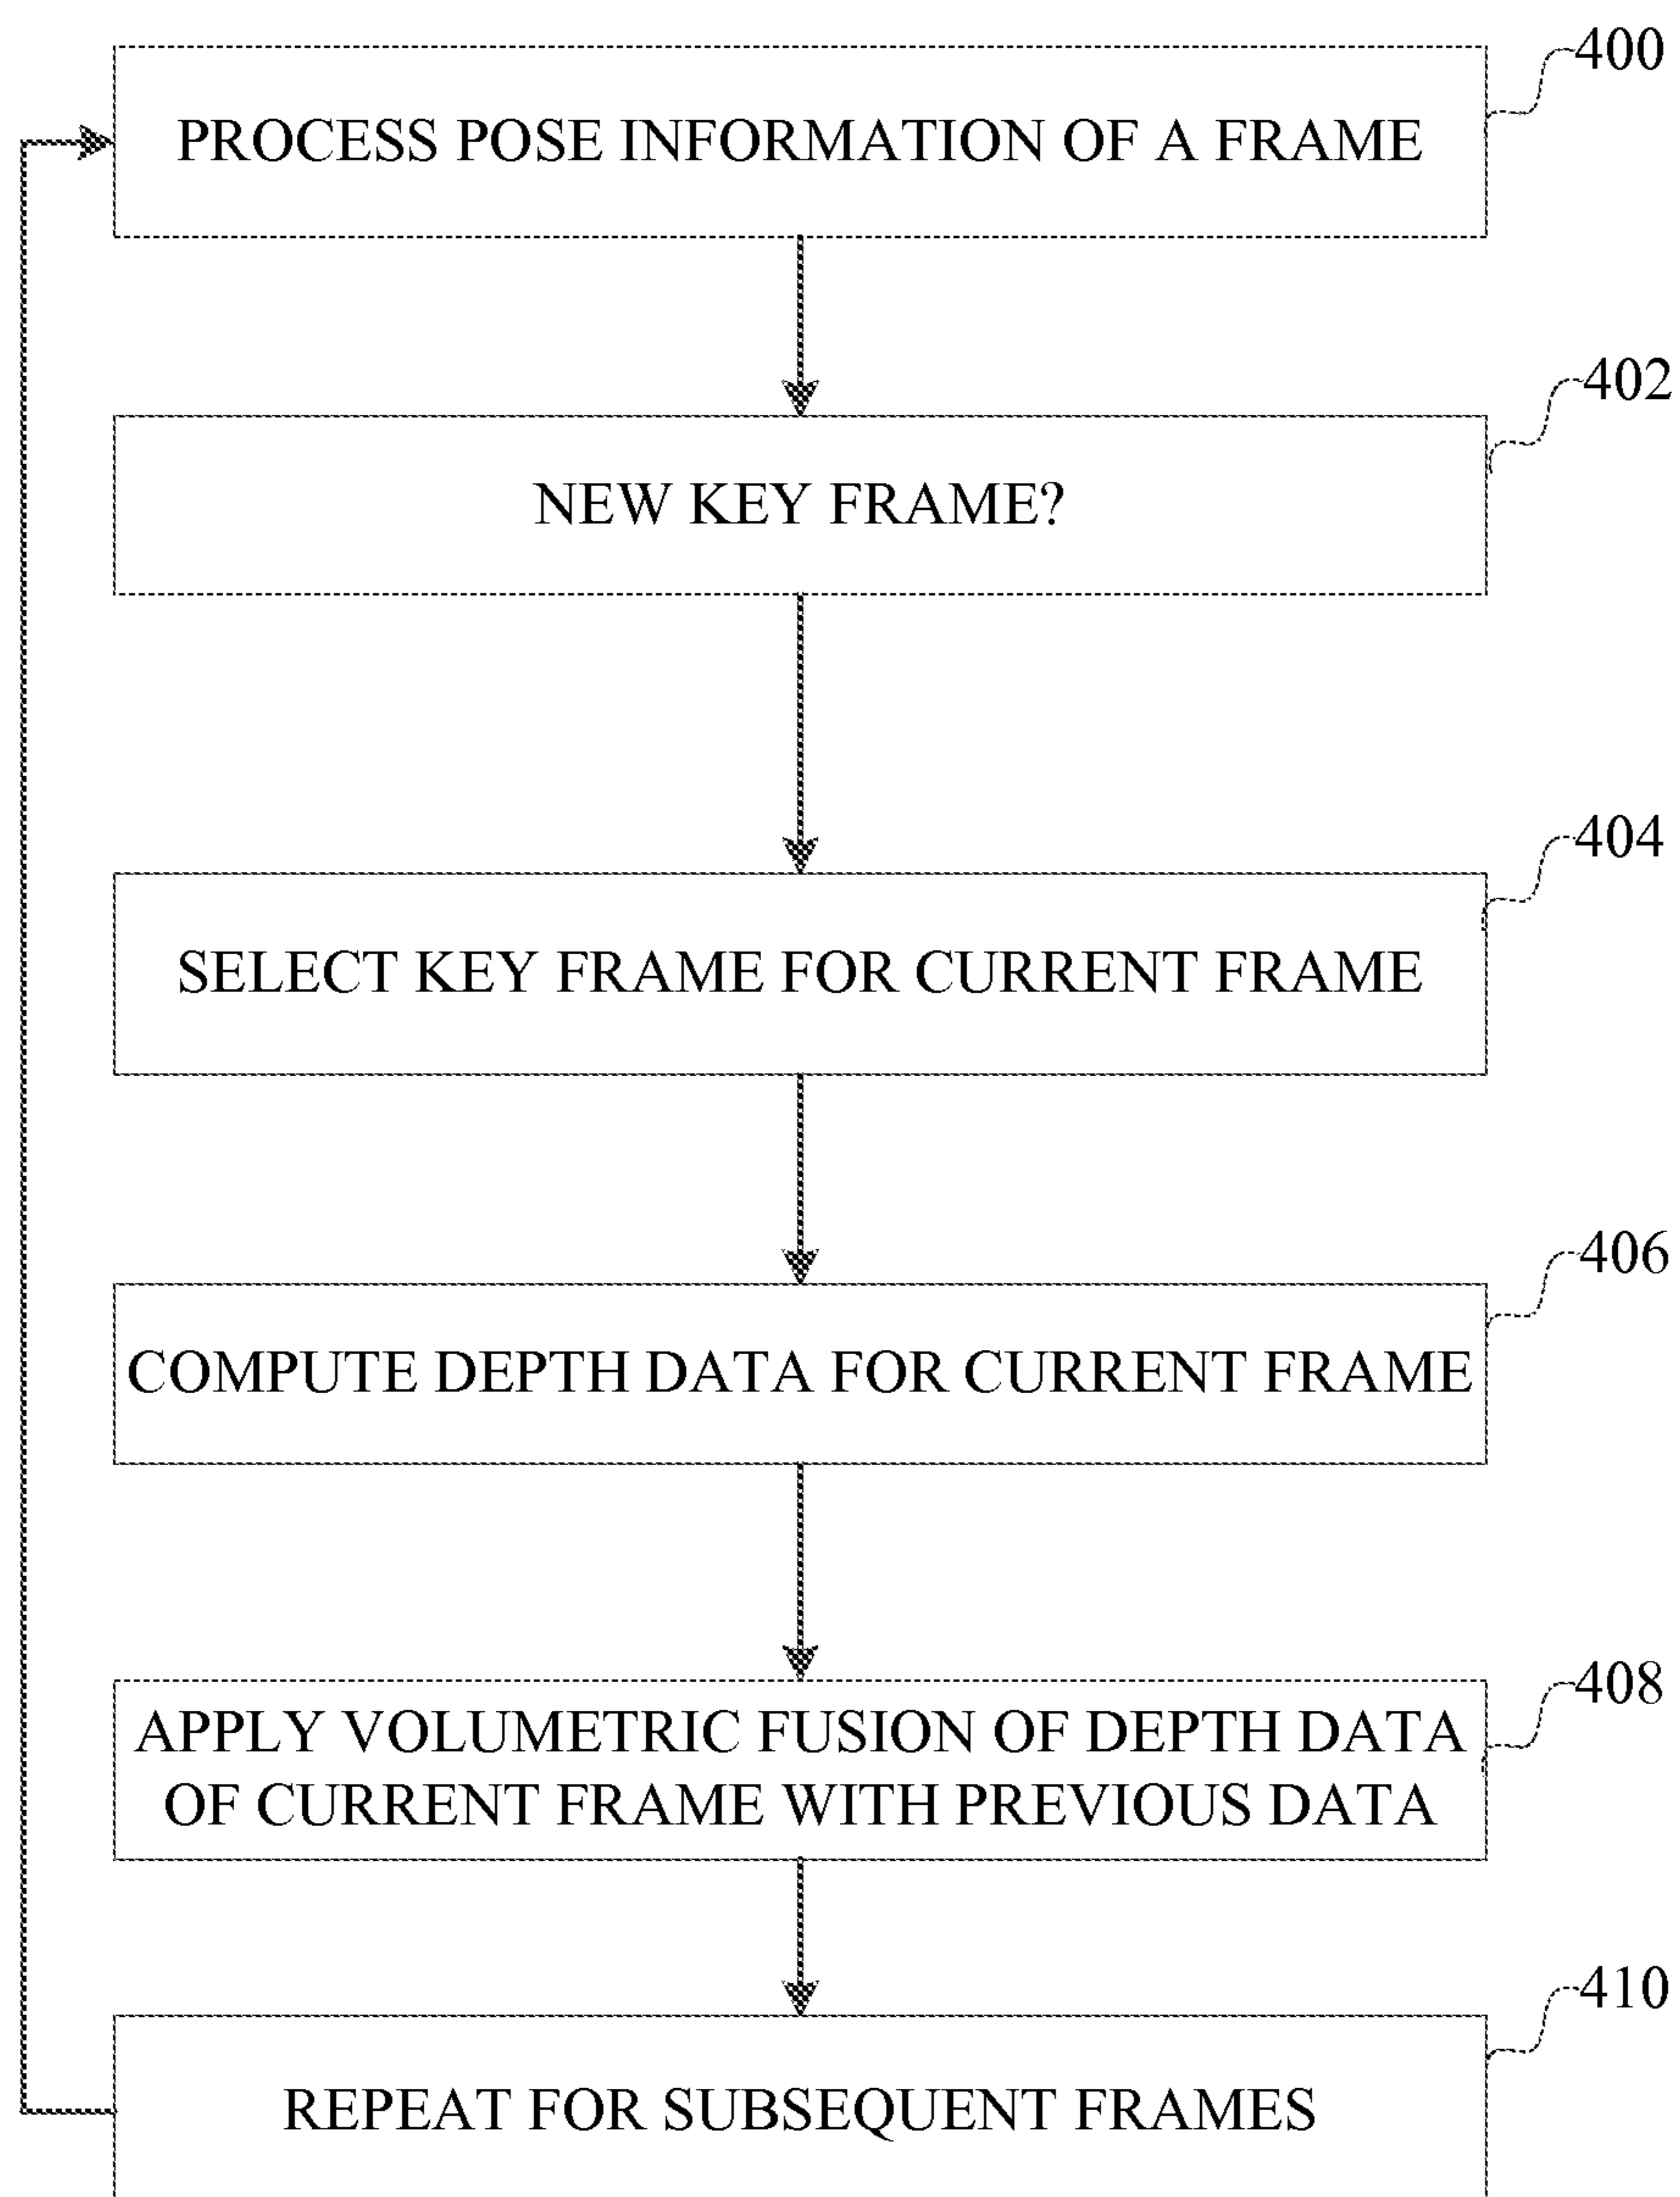 400
PROCESS POSE INFORMATION OF A FRAME
402
NEW KEY FRAME?
404
SELECT KEY FRAME FOR CURRENT FRAME
406
COMPUTE DEPTH DATA FOR CURRENT FRAME
408
APPLY VOLUMETRIC FUSION OF DEPTH DATA
OF CURRENT FRAME WITH PREVIOUS DATA
410
REPEAT FOR SUBSEQUENT FRAMES